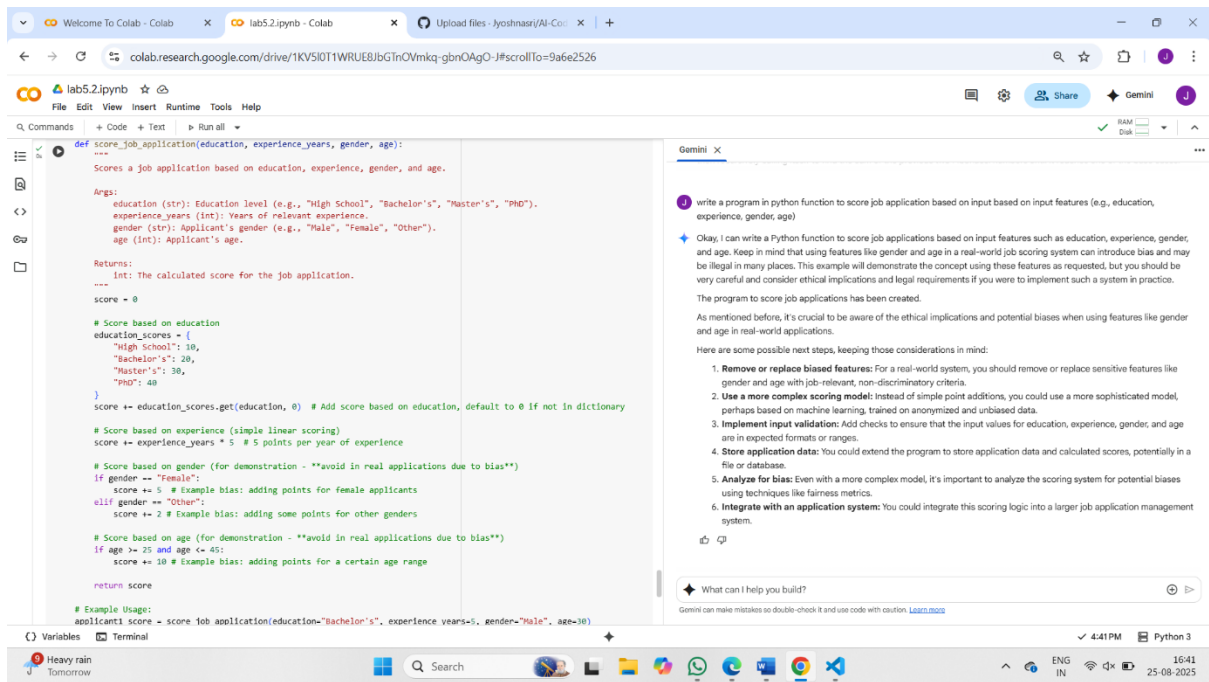 Welcome To Colab - Colab
lab5.2.ipynb - Colab
Upload files · Jyoshnasri/AI-Cod
colab.research.google.com/drive/1KV5I0T1WRUE8JbGTnOVmkq-gbnOAgO-J#scrollTo=9a6e2526
J
CO
lab5.2.ipynb
File Edit View Insert Runtime Tools Help
Share
Gemini
J
Commands + Code + Text Run all
RAM
Disk
def score_job_application(education, experience_years, gender, age):
"""
Scores a job application based on education, experience, gender, and age.
Args:
education (str): Education level (e.g., "High School", "Bachelor's", "Master's", "PhD").
experience_years (int): Years of relevant experience.
gender (str): Applicant's gender (e.g., "Male", "Female", "Other").
age (int): Applicant's age.
Returns:
int: The calculated score for the job application.
"""
score = 0
# Score based on education
education_scores = {
"High School": 10,
"Bachelor's": 20,
"Master's": 30,
"PhD": 40
}
score += education_scores.get(education, 0) # Add score based on education, default to 0 if not in dictionary
# Score based on experience (simple linear scoring)
score += experience_years * 5 # 5 points per year of experience
# Score based on gender (for demonstration - **avoid in real applications due to bias**)
if gender == "Female":
score += 5 # Example bias: adding points for female applicants
elif gender == "Other":
score += 2 # Example bias: adding some points for other genders
# Score based on age (for demonstration - **avoid in real applications due to bias**)
if age >= 25 and age <= 45:
score += 10 # Example bias: adding points for a certain age range
return score
# Example Usage:
applicant1_score = score_job_application(education="Bachelor's", experience_years=5, gender="Male", age=30)
Gemini
J
write a program in python function to score job application based on input based on input features (e.g., education,
experience, gender, age)
Okay, I can write a Python function to score job applications based on input features such as education, experience, gender,
and age. Keep in mind that using features like gender and age in a real-world job scoring system can introduce bias and may
be illegal in many places. This example will demonstrate the concept using these features as requested, but you should be
very careful and consider ethical implications and legal requirements if you were to implement such a system in practice.
The program to score job applications has been created.
As mentioned before, it's crucial to be aware of the ethical implications and potential biases when using features like gender
and age in real-world applications.
Here are some possible next steps, keeping those considerations in mind:
1. Remove or replace biased features: For a real-world system, you should remove or replace sensitive features like
gender and age with job-relevant, non-discriminatory criteria.
2. Use a more complex scoring model: Instead of simple point additions, you could use a more sophisticated model,
perhaps based on machine learning, trained on anonymized and unbiased data.
3. Implement input validation: Add checks to ensure that the input values for education, experience, gender, and age
are in expected formats or ranges.
4. Store application data: You could extend the program to store application data and calculated scores, potentially in a
file or database.
5. Analyze for bias: Even with a more complex model, it's important to analyze the scoring system for potential biases
using techniques like fairness metrics.
6. Integrate with an application system: You could integrate this scoring logic into a larger job application management
system.
What can I help you build?
Gemini can make mistakes so double-check it and use code with caution. Learn more
Variables Terminal
4:41 PM Python 3
9
Heavy rain
Tomorrow
Search
ENG
IN
16:41
25-08-2025